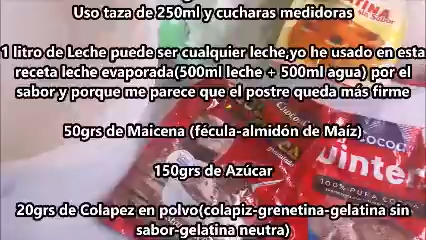 Uso taza de 250ml y cucharas medidoras
1 litro de Leche puede ser cualquier leche,yo he usado en esta
receta leche evaporada(500ml leche + 500ml agua) por el
sabor y porque me parece que el postre queda más firme
50grs de Maicena (fécula-almidón de Maíz)
150grs de Azúcar
20grs de Colapez en polvo(colapiz-grenetina-gelatina sin
sabor-gelatina neutra)